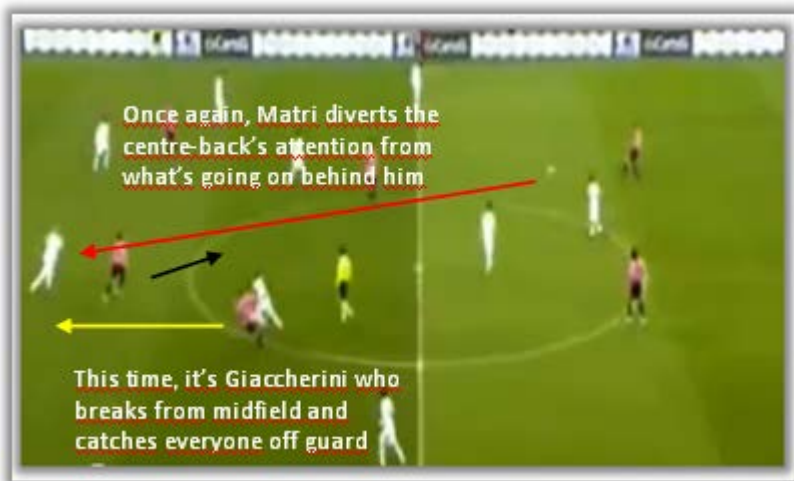 Once again, Matri diverts the
centre-back's attention from
what's going on behind him
This time, it's Giaccherini who
breaks from midfield and
catches everyone off guard